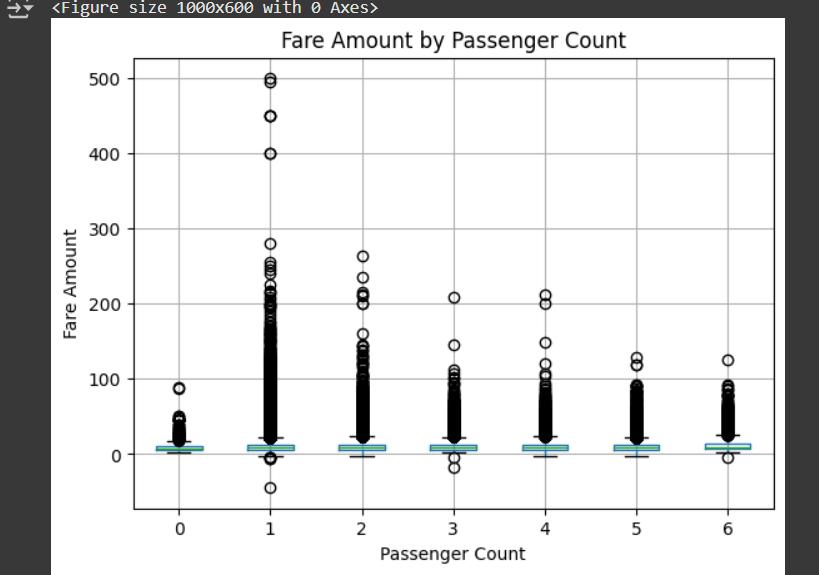 <Figure size 1000x600 with 0 Axes>
Fare Amount by Passenger Count
500
400
300
200
100
0
Fare Amount
0 1 2 3 4 5 6
Passenger Count